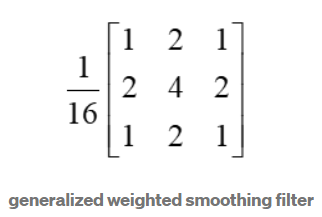 1 2 1
1
2 4 2
16
1 2 1
generalized weighted smoothing filter